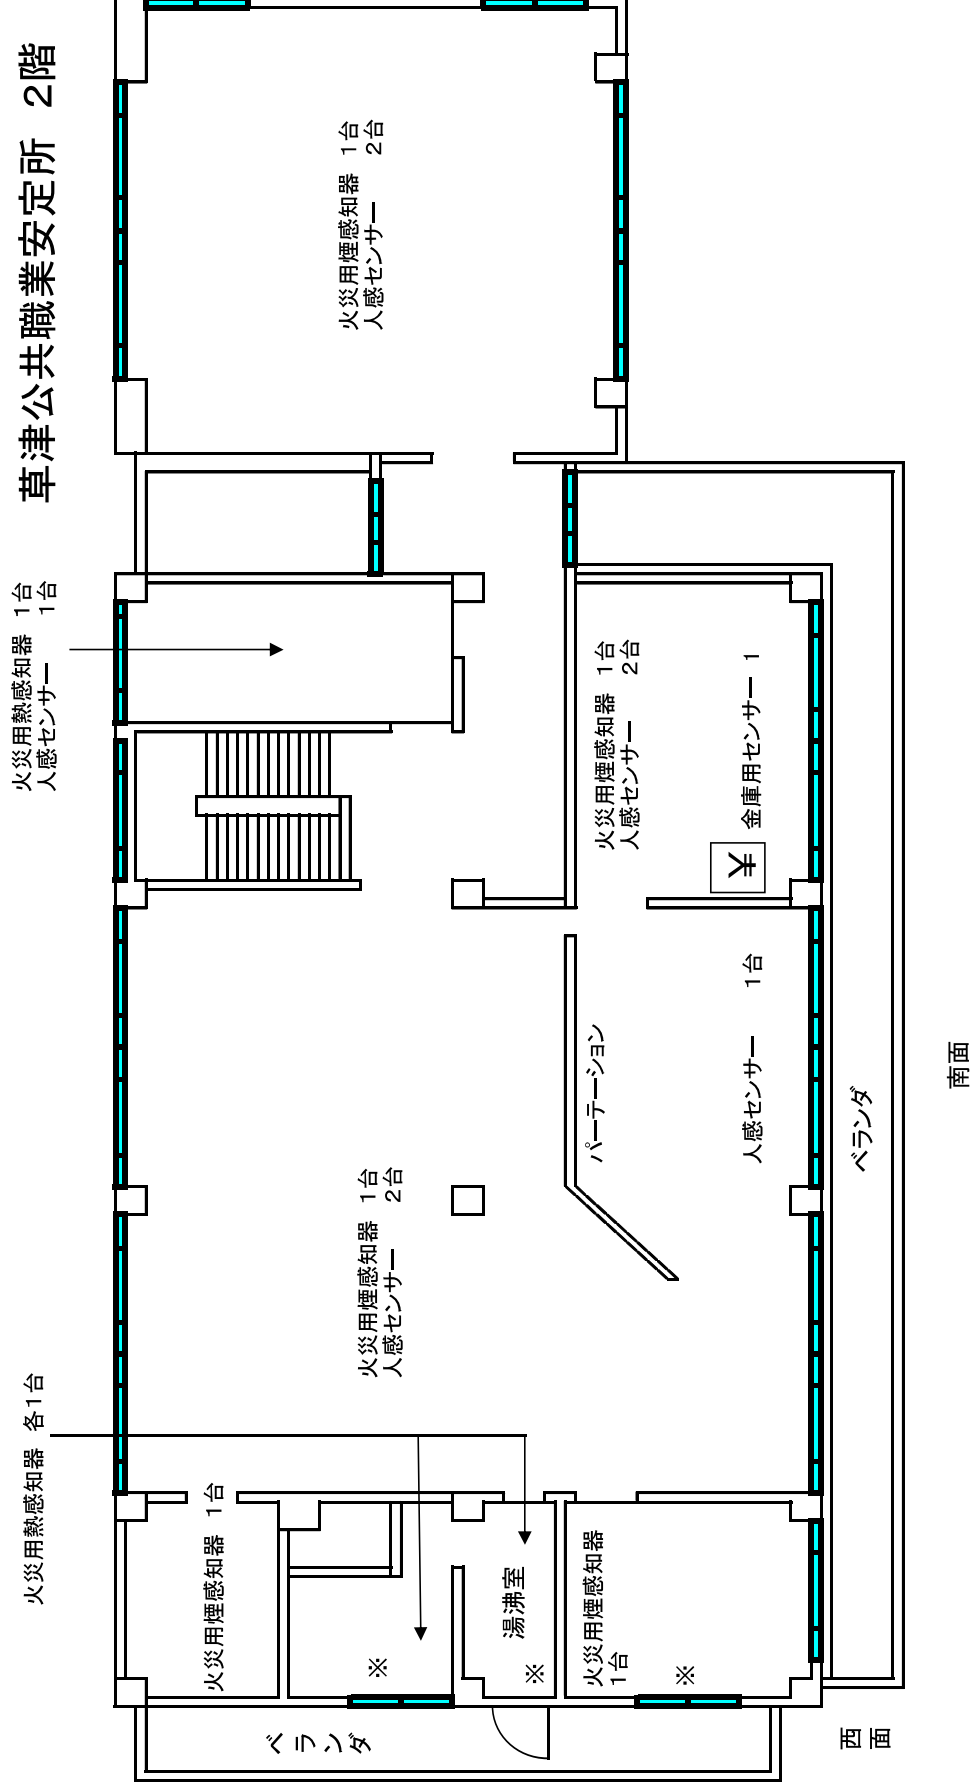 草津公共職業安定所　２階
火災用煙感知器　１台
人感センサー　　２台
火災用熱感知器　１台
人感センサー　　１台
火災用煙感知器　１台
人感センサー　　２台
金庫用センサー　１
￥
パーテーション
人感センサー　　１台
ベランダ
南面
火災用煙感知器　１台
人感センサー　　２台
火災用熱感知器　各１台
火災用煙感知器　１台
湯沸室
火災用煙感知器
１台
※
※
※
ベランダ
西面